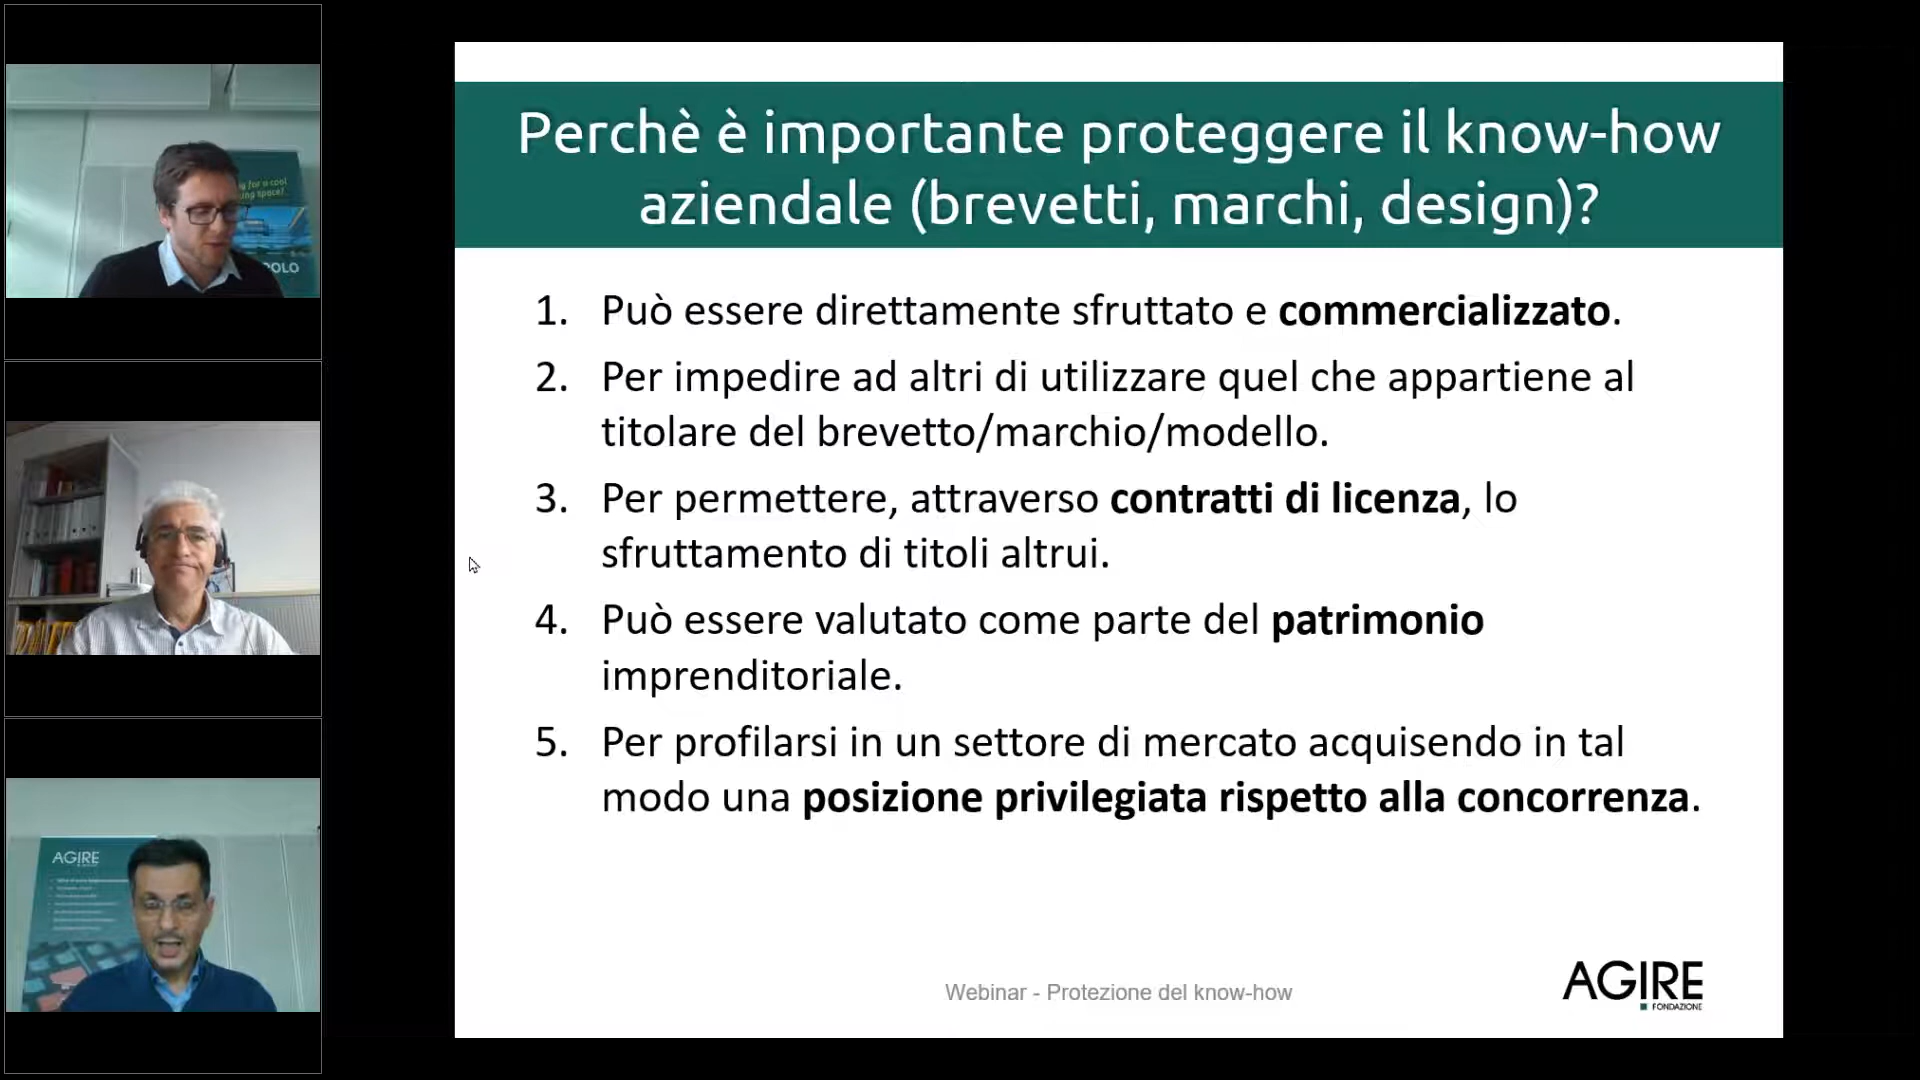 Perchè è importante proteggere il know-how
aziendale (brevetti, marchi, design)?
1. Può essere direttamente sfruttato e commercializzato.
2. Per impedire ad altri di utilizzare quel che appartiene al
titolare del brevetto/marchio/modello.
3. Per permettere, attraverso contratti di licenza, lo
sfruttamento di titoli altrui.
4. Può essere valutato come parte del patrimonio
imprenditoriale.
5. Per profilarsi in un settore di mercato acquisendo in tal
modo una posizione privilegiata rispetto alla concorrenza.
Webinar - Protezione del know-how
AGIRE
FONDAZIONE
for a cool
space!
AGIRE